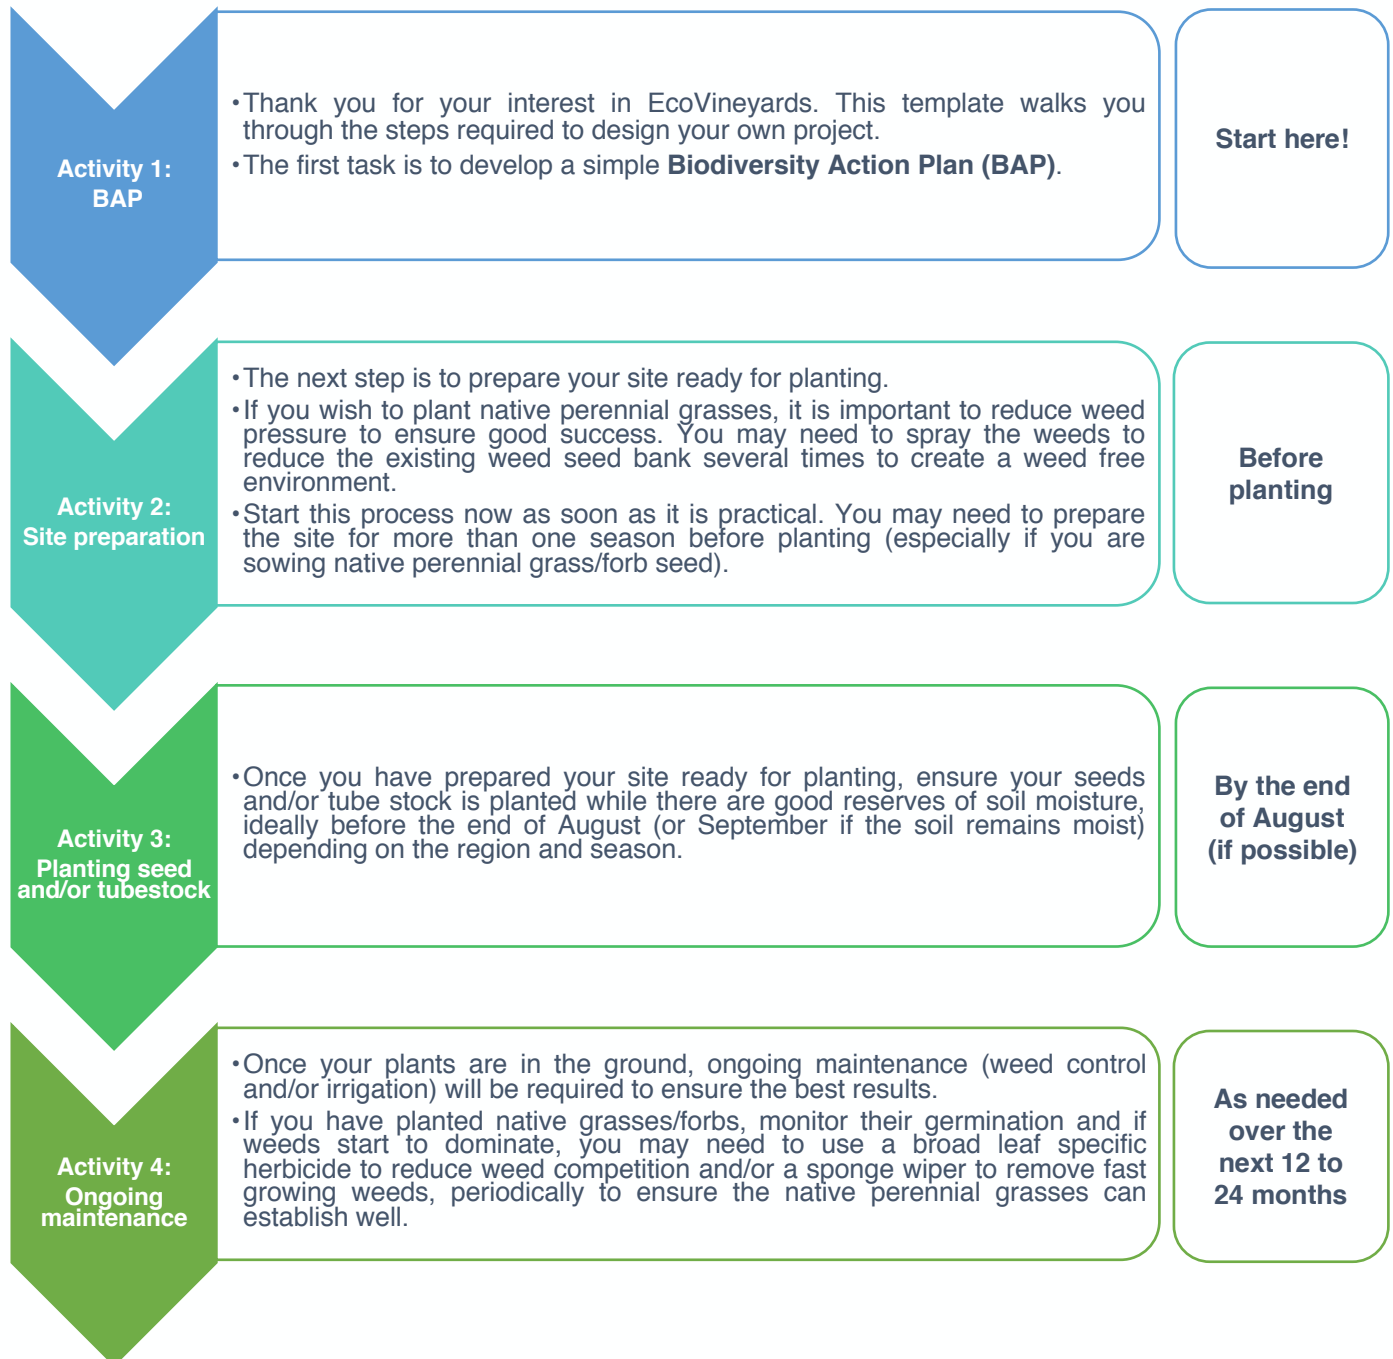 Activity 1:
BAP
•Thank you for your interest in EcoVineyards. This template walks you
through the steps required to design your own project.
•The first task is to develop a simple Biodiversity Action Plan (BAP).
Start here!
Activity 2:
Site preparation
•The next step is to prepare your site ready for planting.
•If you wish to plant native perennial grasses, it is important to reduce weed
pressure to ensure good success. You may need to spray the weeds to
reduce the existing weed seed bank several times to create a weed free
environment.
•Start this process now as soon as it is practical. You may need to prepare
the site for more than one season before planting (especially if you are
sowing native perennial grass/forb seed).
Before
planting
Activity 3:
Planting seed
and/or tubestock
•Once you have prepared your site ready for planting, ensure your seeds
and/or tube stock is planted while there are good reserves of soil moisture,
ideally before the end of August (or September if the soil remains moist)
depending on the region and season.
By the end
of August
(if possible)
Activity 4:
Ongoing
maintenance
•Once your plants are in the ground, ongoing maintenance (weed control
and/or irrigation) will be required to ensure the best results.
•If you have planted native grasses/forbs, monitor their germination and if
weeds start to dominate, you may need to use a broad leaf specific
herbicide to reduce weed competition and/or a sponge wiper to remove fast
growing weeds, periodically to ensure the native perennial grasses can
establish well.
As needed
over the
next 12 to
24 months